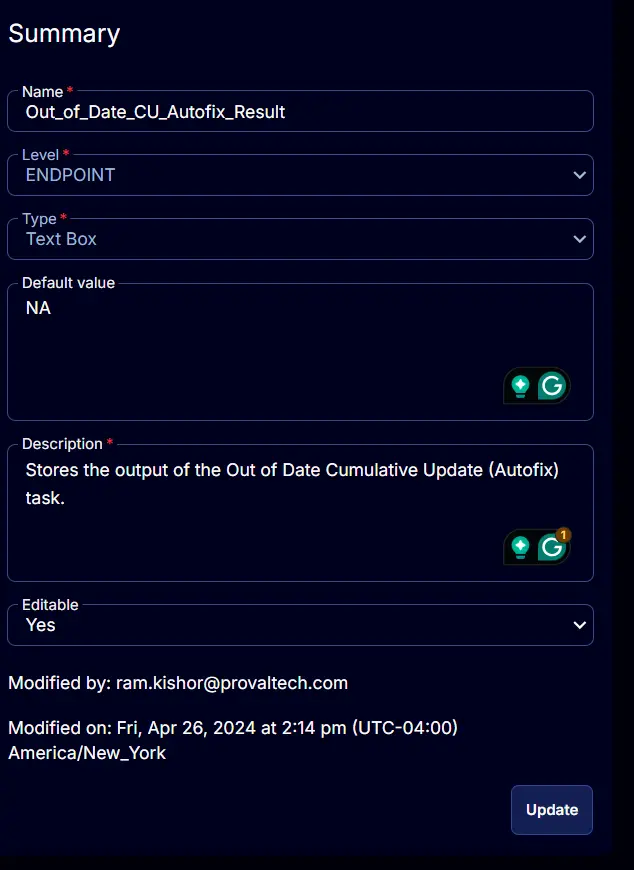 Summary
Name *
Out_of_Date_CU_Autofix_Result
Level *
ENDPOINT
Type *
Text Box
Default value
NA
G
Description *
Stores the output of the Out of Date Cumulative Update (Autofix)
task.
G 1
Editable
Yes
Modified by: ram.kishor@provaltech.com
Modified on: Fri, Apr 26, 2024 at 2:14 pm (UTC-04:00)
America/New_York
Update